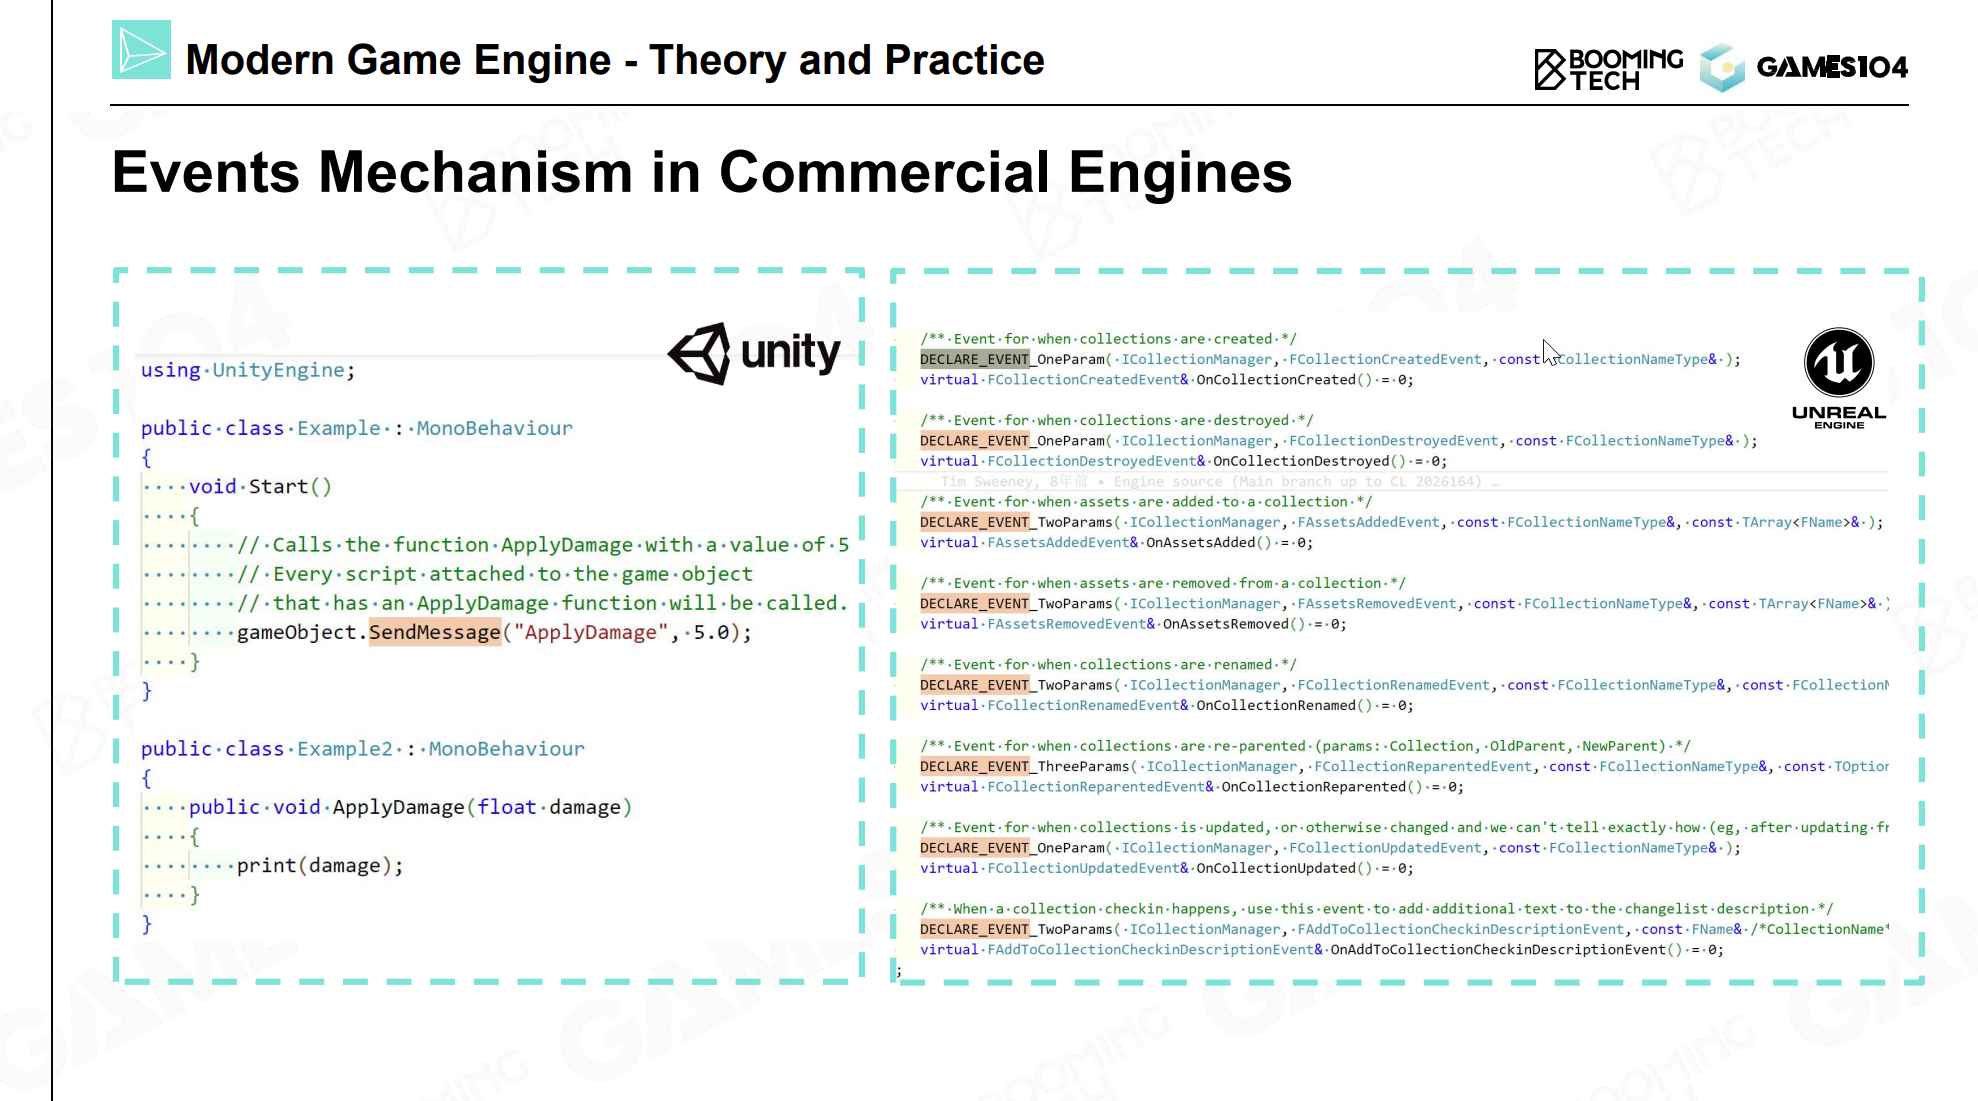 Modern Game Engine - Theory and Practice
BOOMING
TECH
GAMES104
Events Mechanism in Commercial Engines
unity
using UnityEngine;
public class Example : MonoBehaviour
{
void Start()
{
// Calls the function ApplyDamage with a value of 5
// Every script attached to the game object
// that has an ApplyDamage function will be called.
gameObject.SendMessage("ApplyDamage", 5.0);
}
}
public class Example2 : MonoBehaviour
{
public void ApplyDamage(float damage)
{
print(damage);
}
}
UNREAL
ENGINE
/** Event for when collections are created */
DECLARE_EVENT_OneParam( ICollectionManager, FCollectionCreatedEvent, const FCollectionNameType& );
virtual FCollectionCreatedEvent& OnCollectionCreated() = 0;
/** Event for when collections are destroyed */
DECLARE_EVENT_OneParam( ICollectionManager, FCollectionDestroyedEvent, const FCollectionNameType& );
virtual FCollectionDestroyedEvent& OnCollectionDestroyed() = 0;
Tim Sweeney, 8年前 • Engine source (Main branch up to CL 2026164) …
/** Event for when assets are added to a collection */
DECLARE_EVENT_TwoParams( ICollectionManager, FAssetsAddedEvent, const FCollectionNameType&, const TArray<FName>& );
virtual FAssetsAddedEvent& OnAssetsAdded() = 0;
/** Event for when assets are removed from a collection */
DECLARE_EVENT_TwoParams( ICollectionManager, FAssetsRemovedEvent, const FCollectionNameType&, const TArray<FName>& )
virtual FAssetsRemovedEvent& OnAssetsRemoved() = 0;
/** Event for when collections are renamed */
DECLARE_EVENT_TwoParams( ICollectionManager, FCollectionRenamedEvent, const FCollectionNameType&, const FCollection
virtual FCollectionRenamedEvent& OnCollectionRenamed() = 0;
/** Event for when collections are re-parented (params: Collection, OldParent, NewParent) */
DECLARE_EVENT_ThreeParams( ICollectionManager, FCollectionReparentedEvent, const FCollectionNameType&, const TOption
virtual FCollectionReparentedEvent& OnCollectionReparented() = 0;
/** Event for when collections is updated, or otherwise changed and we can't tell exactly how (eg, after updating fr
DECLARE_EVENT_OneParam( ICollectionManager, FCollectionUpdatedEvent, const FCollectionNameType& );
virtual FCollectionUpdatedEvent& OnCollectionUpdated() = 0;
/** When a collection checkin happens, use this event to add additional text to the changelist description */
DECLARE_EVENT_TwoParams( ICollectionManager, FAddToCollectionCheckinDescriptionEvent, const FName& /*CollectionName*
virtual FAddToCollectionCheckinDescriptionEvent& OnAddToCollectionCheckinDescriptionEvent() = 0;
;